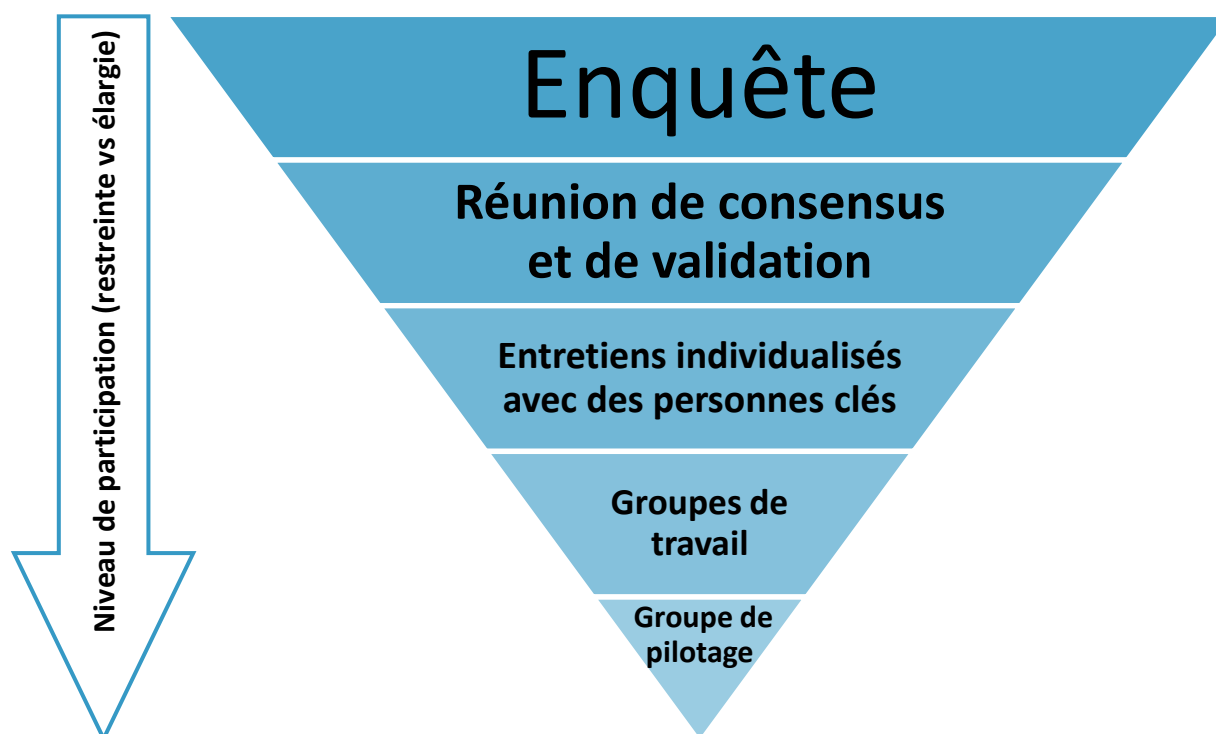 Niveau de participation (restreinte vs élargie)
Enquête
Réunion de consensus
et de validation
Entretiens individualisés
avec des personnes clés
Groupes de
travail
Groupe de
pilotage